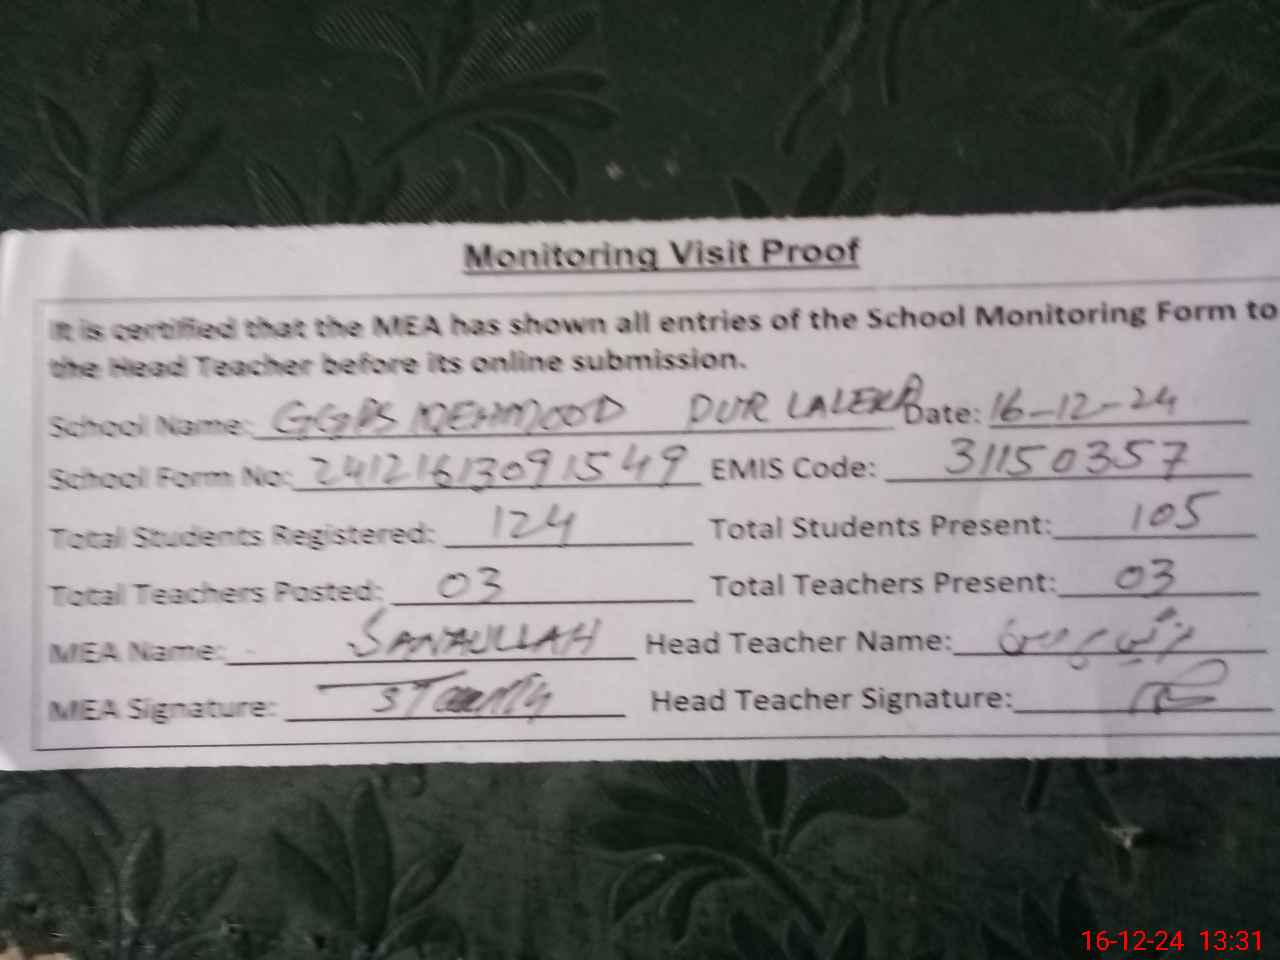 Monitoring Visit Proof
It is certified that the MEA has shown all entries of the School Monitoring Form to
the Head Teacher before its online submission.
School Name: GGPS MEHMOOD PUR LALEKA Date: 16-12-24
School Form No: 24121613091549 EMIS Code: 31150357
Total Students Registered: 124 Total Students Present: 105
Total Teachers Posted: 03 Total Teachers Present: 03
MEA Name: SANAULLAH Head Teacher Name:
MEA Signature: Head Teacher Signature:
16-12-24 13:31